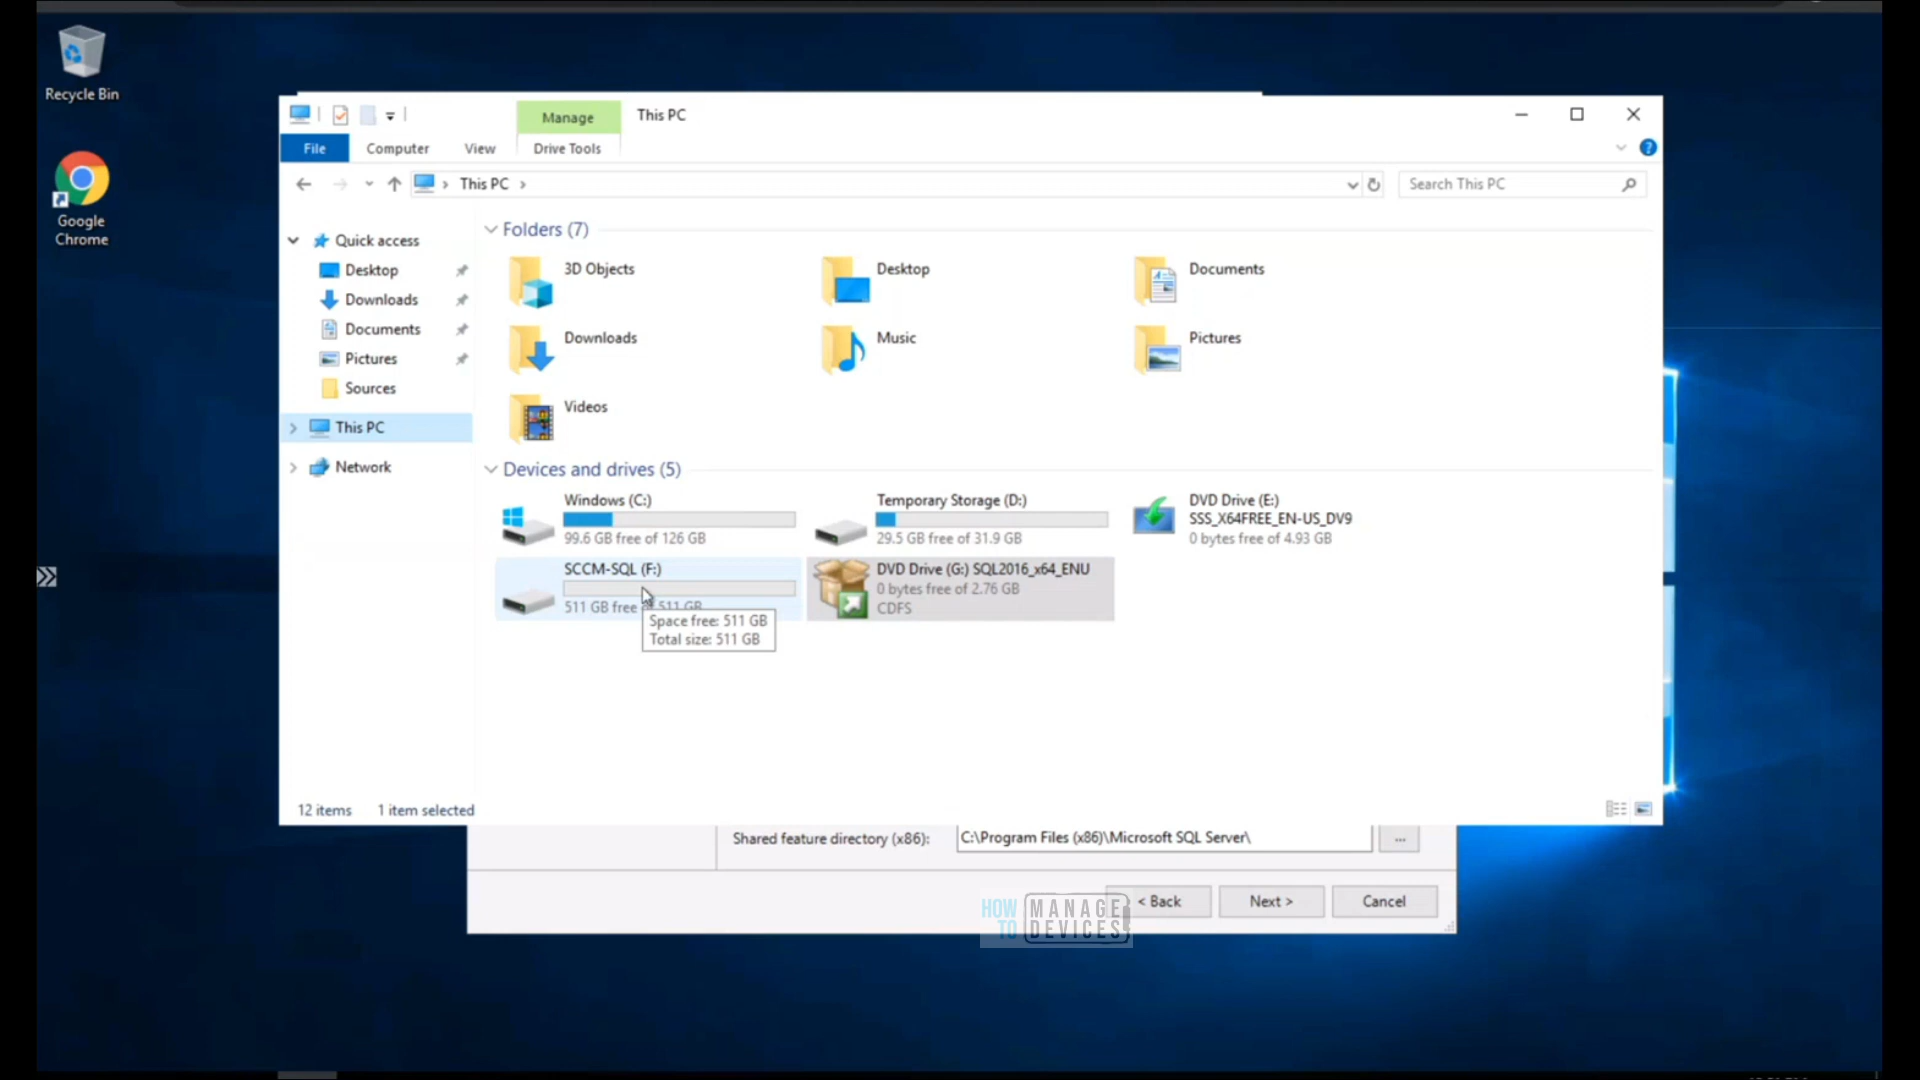 Recycle Bin
Google
Chrome
Manage
This PC
File
Computer
View
Drive Tools
This PC
Search This PC
Quick access
Desktop
Downloads
Documents
Pictures
Sources
This PC
Network
Folders (7)
3D Objects
Desktop
Documents
Downloads
Music
Pictures
Videos
Devices and drives (5)
Windows (C:)
99.6 GB free of 126 GB
Temporary Storage (D:)
29.5 GB free of 31.9 GB
DVD Drive (E:)
SSS_X64FREE_EN-US_DV9
0 bytes free of 4.93 GB
SCCM-SQL (F:)
511 GB free 511 GB
Space free: 511 GB
Total size: 511 GB
DVD Drive (G:) SQL2016_x64_ENU
0 bytes free of 2.76 GB
CDFS
12 items
1 item selected
Shared feature directory (x86):
C:\Program Files (x86)\Microsoft SQL Server\
...
< Back
Next >
Cancel
HOW TO MANAGE DEVICES